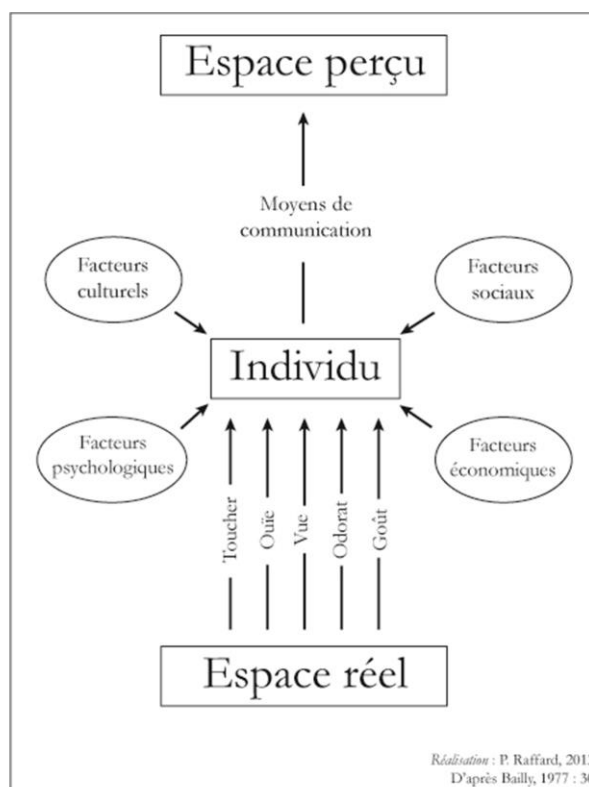 Espace perçu
Moyens de
communication
Facteurs
culturels
Facteurs
sociaux
Individu
Facteurs
psychologiques
Facteurs
économiques
Toucher
Ouïe
Vue
Odorat
Goût
Espace réel
Réalisation : P. Raffard,
D'après Bailly, 1977 :